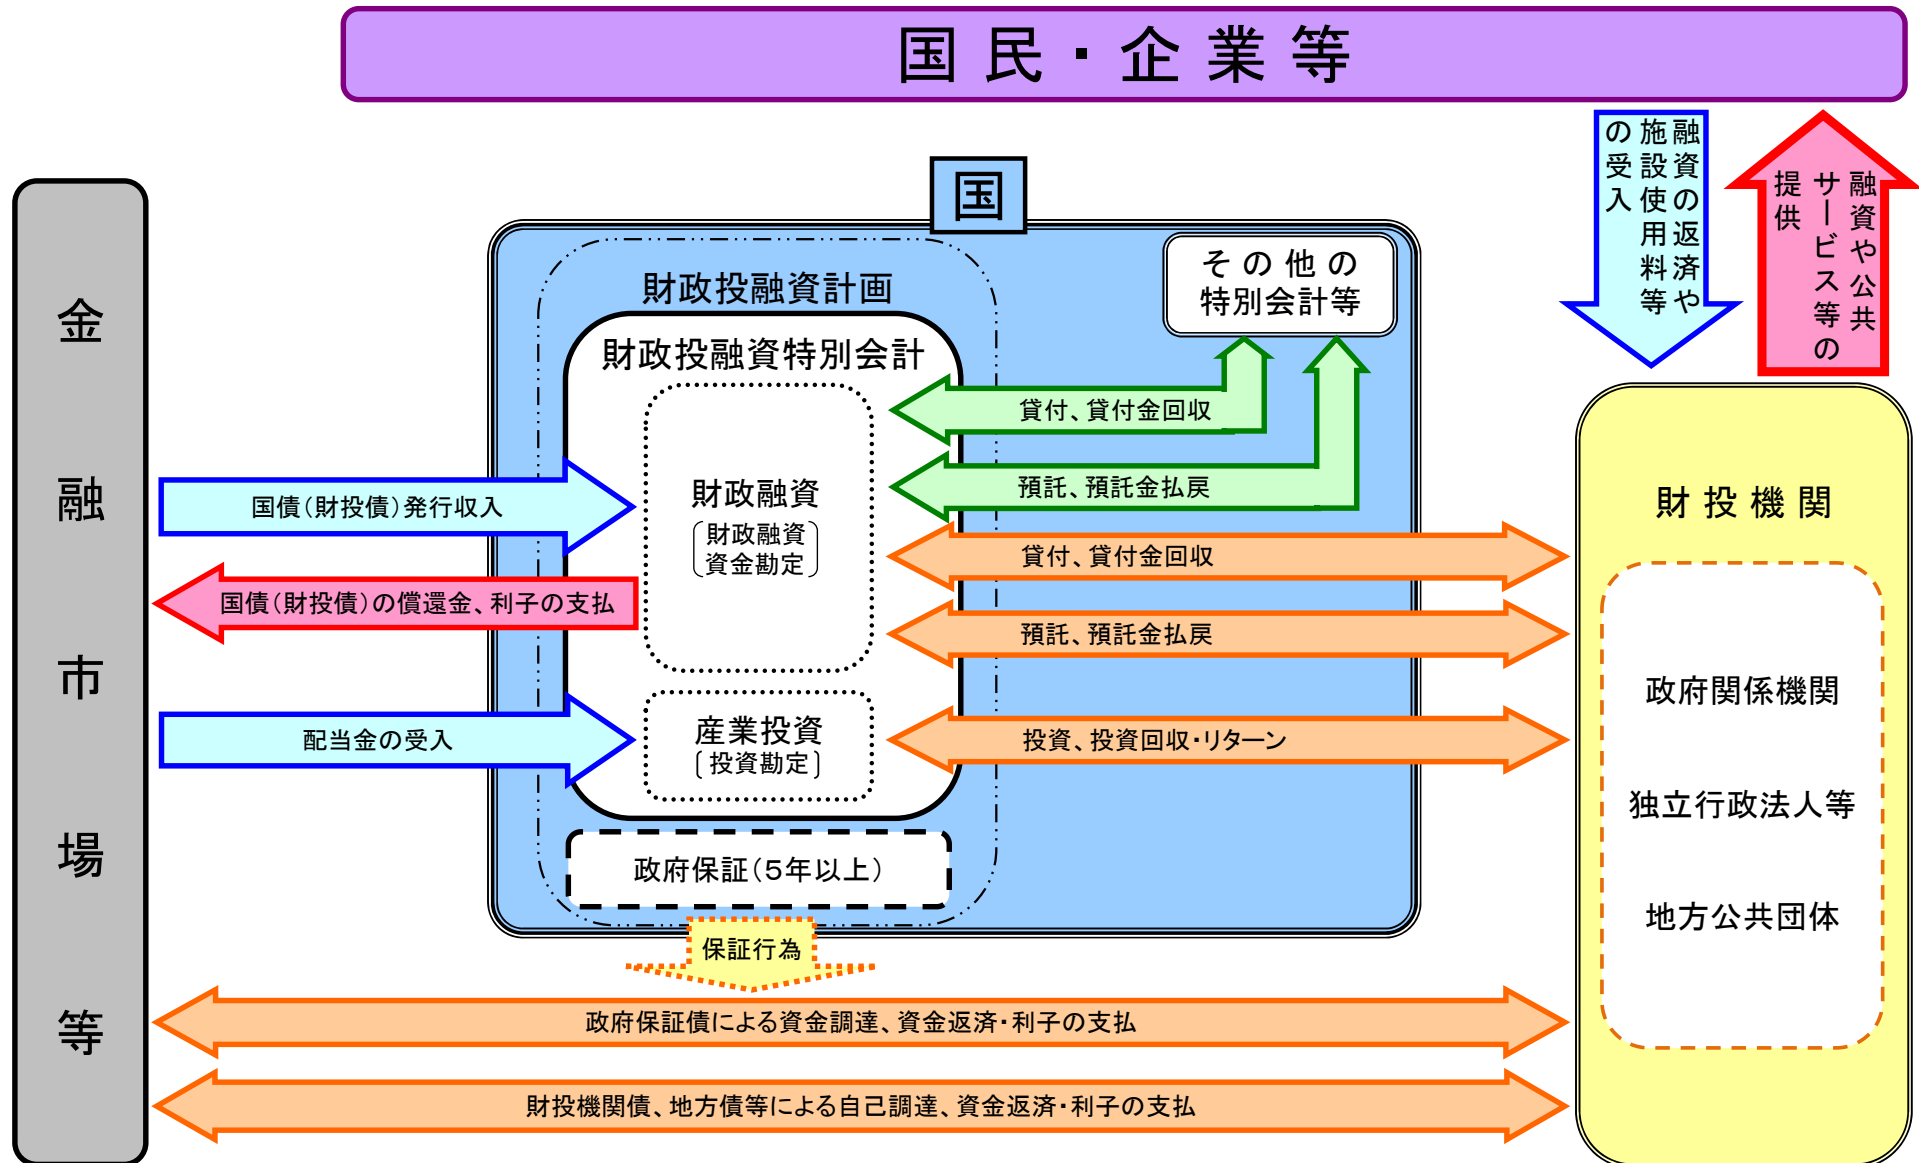 国民・企業等
融資の返済や
施設使用料等
の受入
融資や公共
サービス等の
提供
国
金融市場等
財政投融資計画
その他の
特別会計等
財政投融資特別会計
貸付、貸付金回収
預託、預託金払戻
国債(財投債)発行収入
財政融資
財政融資
資金勘定
貸付、貸付金回収
国債(財投債)の償還金、利子の支払
預託、預託金払戻
配当金の受入
産業投資
投資勘定
投資、投資回収・リターン
政府保証(5年以上)
保証行為
財投機関
政府関係機関
独立行政法人等
地方公共団体
政府保証債による資金調達、資金返済・利子の支払
財投機関債、地方債等による自己調達、資金返済・利子の支払